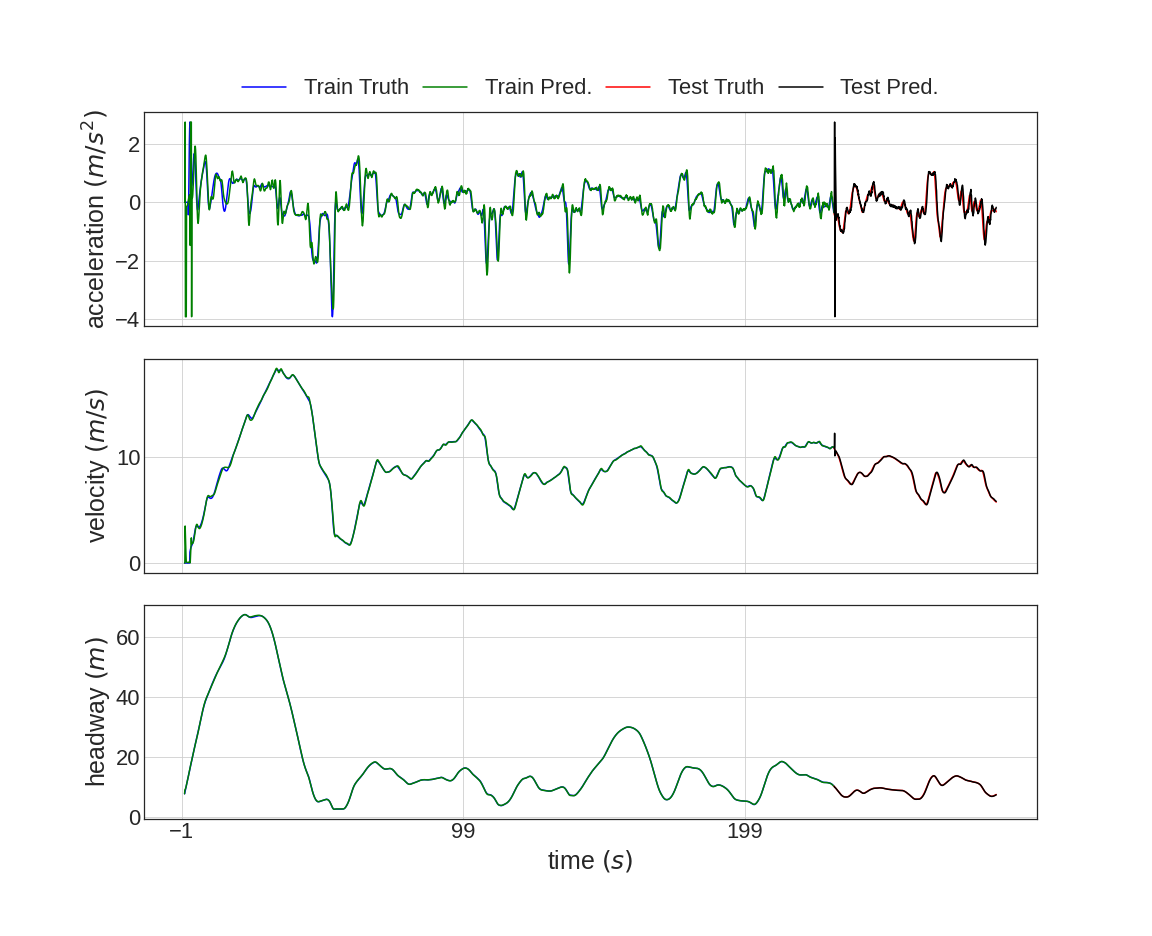 Train Truth Train Pred. Test Truth Test Pred.
acceleration (m/s²)
2
0
−2
−4
velocity (m/s)
10
0
headway (m)
60
40
20
0
−1 99 199
time (s)